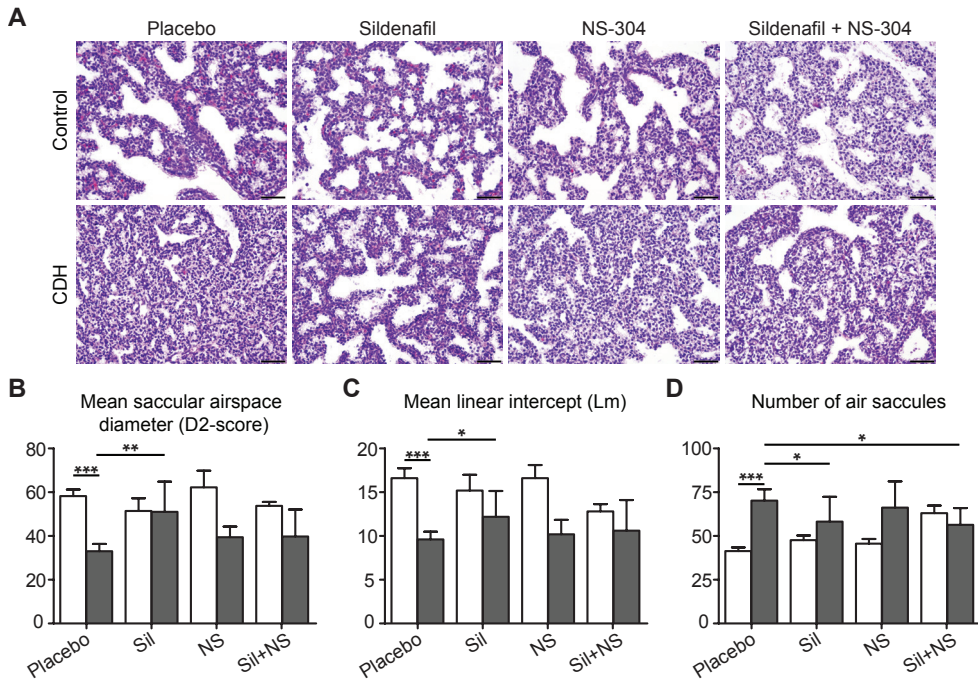 A
Placebo Sildenafil NS-304 Sildenafil + NS-304
Control
CDH
B
Mean saccular airspace
diameter (D2-score)
80
60
40
20
0
***
**
Placebo Sil NS Sil+NS
C
Mean linear intercept (Lm)
20
15
10
5
0
***
*
Placebo Sil NS Sil+NS
D
Number of air saccules
100
75
50
25
0
***
*
*
Placebo Sil NS Sil+NS